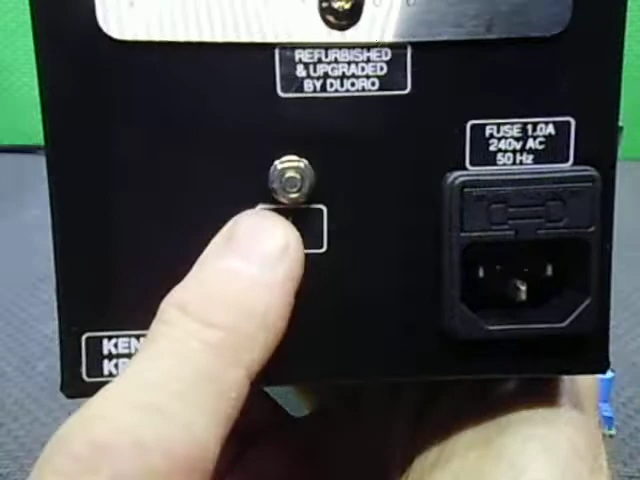 REFURBISHED
& UPGRADED
BY DUORO
FUSE 1.0A
240v AC
50 Hz